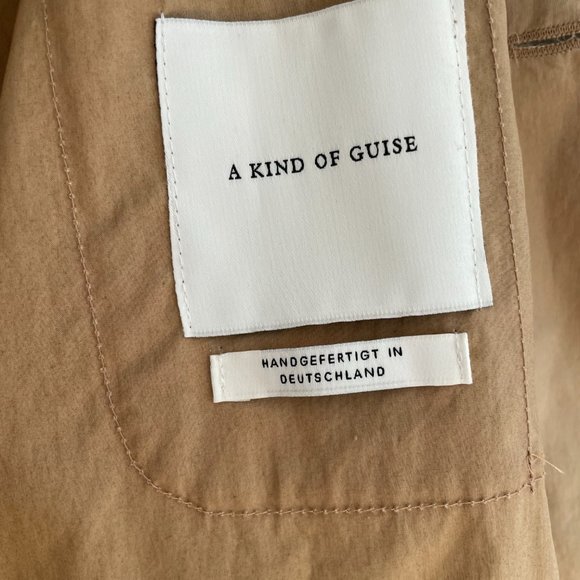 A KIND OF GUISE
HANDGEFERTIGT IN
DEUTSCHLAND